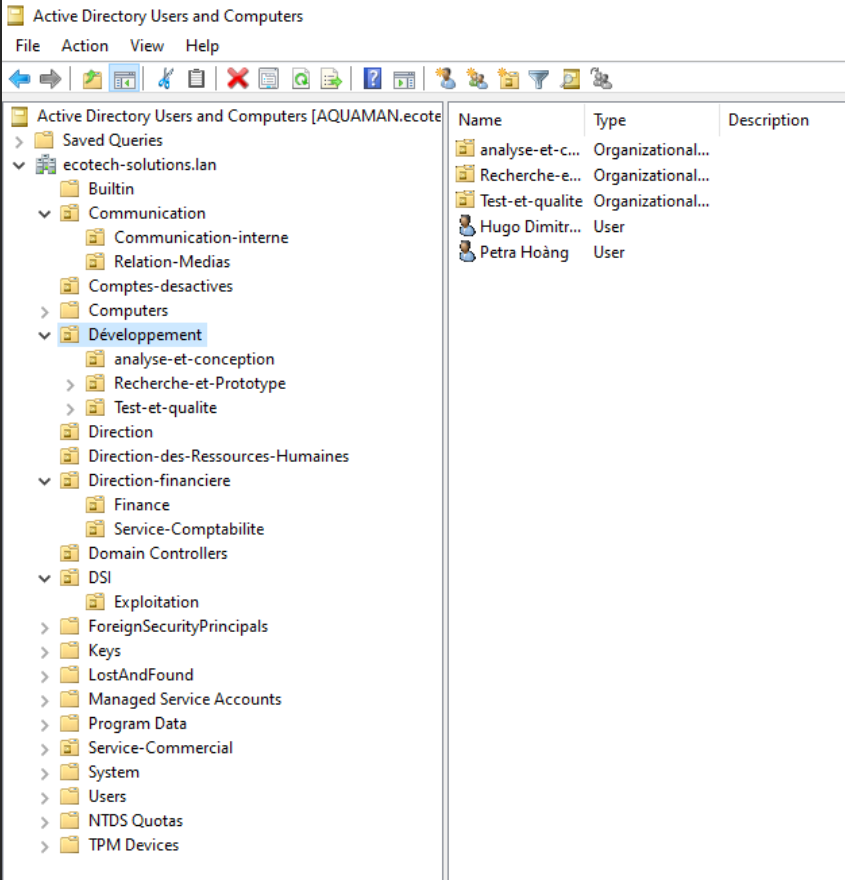 Active Directory Users and Computers
File Action View Help
Active Directory Users and Computers [AQUAMAN.ecote
Saved Queries
ecotech-solutions.lan
Builtin
Communication
Communication-interne
Relation-Medias
Comptes-desactives
Computers
Développement
analyse-et-conception
Recherche-et-Prototype
Test-et-qualite
Direction
Direction-des-Ressources-Humaines
Direction-financiere
Finance
Service-Comptabilite
Domain Controllers
DSI
Exploitation
ForeignSecurityPrincipals
Keys
LostAndFound
Managed Service Accounts
Program Data
Service-Commercial
System
Users
NTDS Quotas
TPM Devices
Name Type Description
analyse-et-c... Organizational...
Recherche-e... Organizational...
Test-et-qualite Organizational...
Hugo Dimitr... User
Petra Hoàng User